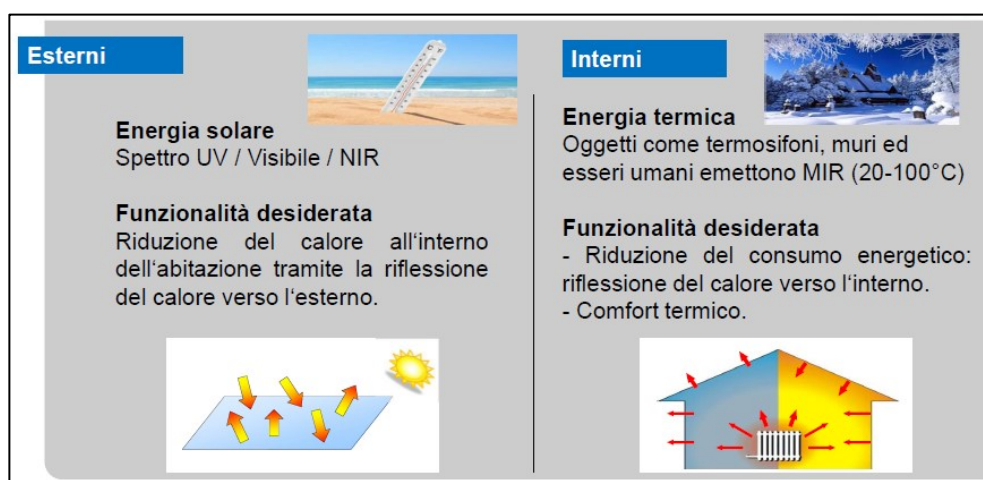 Esterni
Energia solare
Spettro UV / Visibile / NIR
Funzionalità desiderata
Riduzione del calore all'interno
dell'abitazione tramite la riflessione
del calore verso l'esterno.
Interni
Energia termica
Oggetti come termosifoni, muri ed
esseri umani emettono MIR (20-100°C)
Funzionalità desiderata
- Riduzione del consumo energetico:
riflessione del calore verso l'interno.
- Comfort termico.